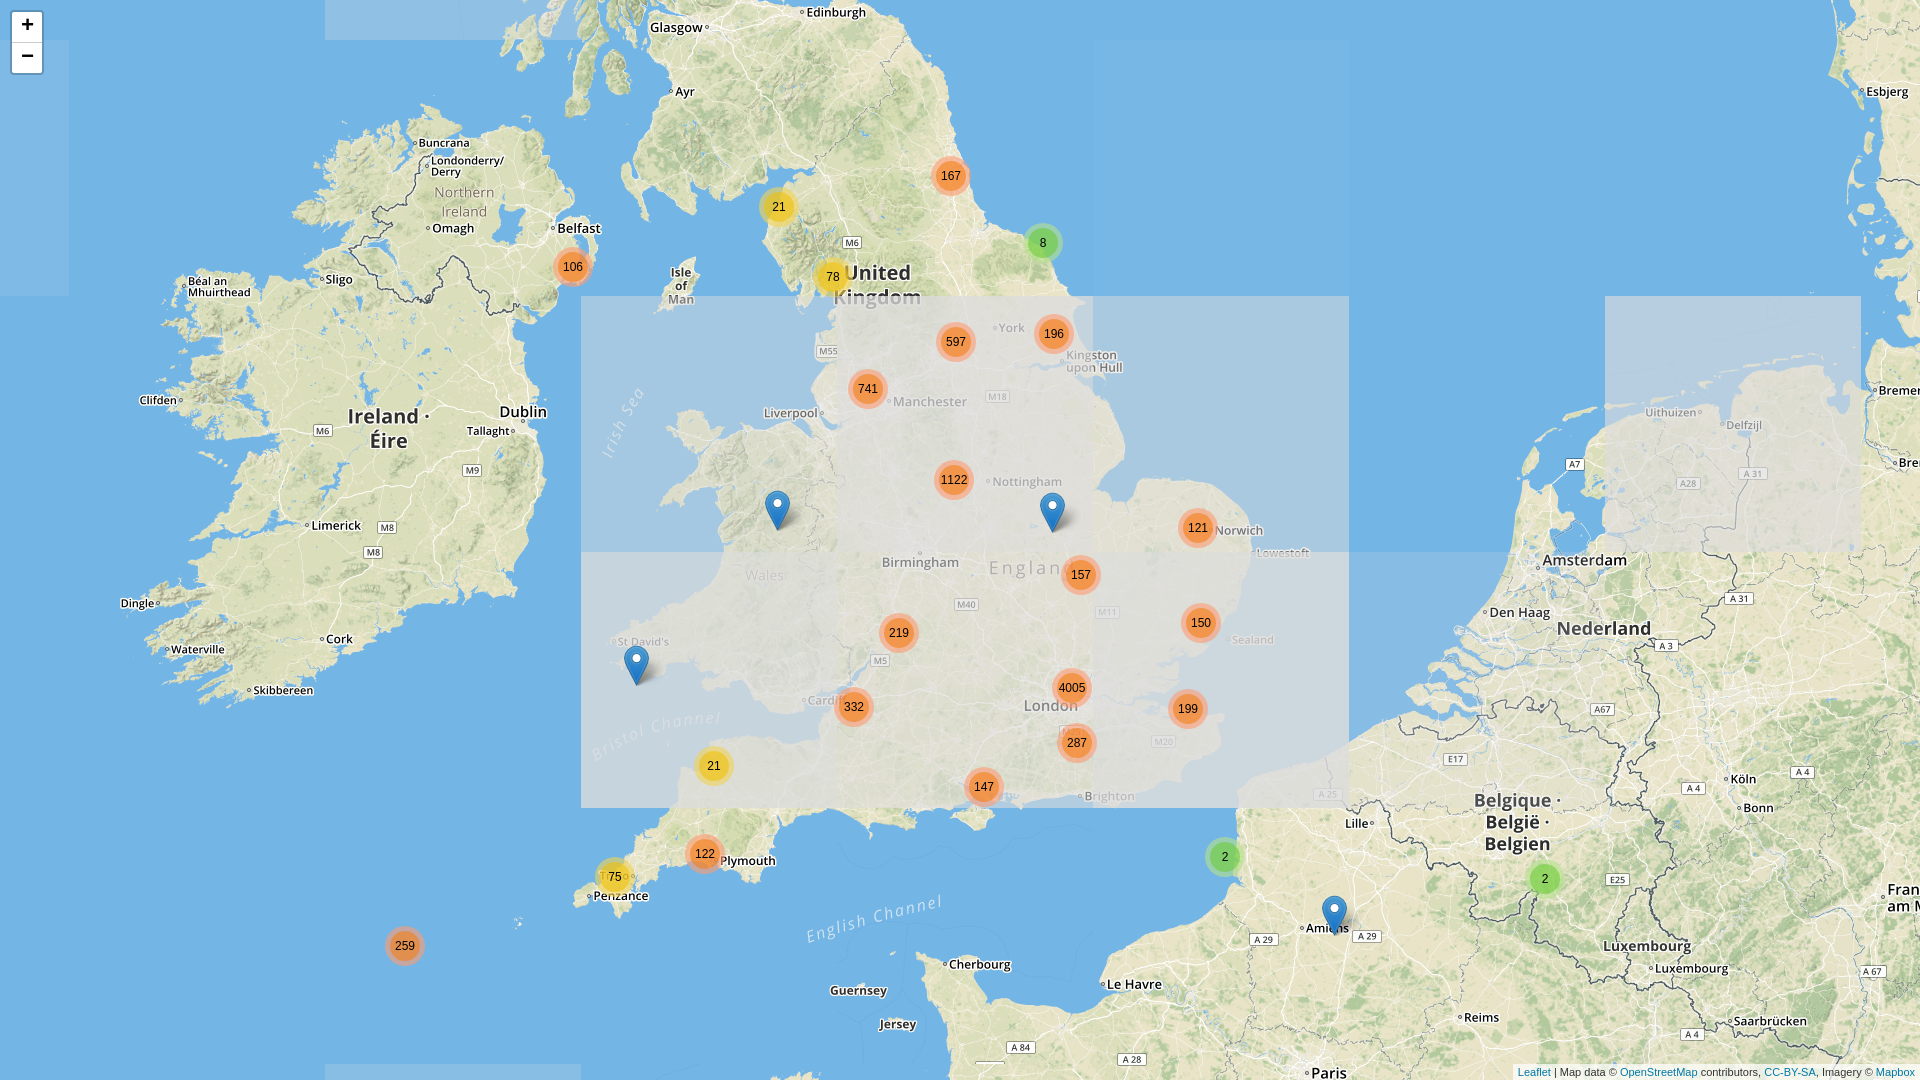 +
−
Glasgow
Edinburgh
Ayr
Esbjerg
Buncrana
Londonderry/
Derry
Northern
Ireland
Omagh
Belfast
167
21
8
M6
106
78
United
Kingdom
Isle
of
Man
Sligo
Béal an
Mhuirthead
York
196
597
M55
Kingston
upon Hull
741
Manchester
M18
Liverpool
Irish Sea
Clifden
Ireland ·
Éire
Dublin
Tallaght
M6
M9
Bremer
Uithuizen
Delfzijl
A7
A 31
A28
Bre
1122
Nottingham
Limerick
M8
M8
121
Norwich
Lowestoft
Birmingham
England
157
Wales
Amsterdam
A 31
Dingle
M40
M11
Den Haag
Nederland
Cork
Waterville
St David's
219
150
Sealand
A 3
M5
Skibbereen
4005
London
Cardiff
332
199
A67
Bristol Channel
287
M20
E17
21
147
Brighton
A 25
Köln
A 4
A 4
Bonn
Belgique ·
België ·
Belgien
Lille
122
Plymouth
75
Penzance
2
2
E25
Fran
am M
English Channel
Amiens
A 29
A 29
259
Luxembourg
Luxembourg
A 67
Cherbourg
Guernsey
Le Havre
Jersey
Reims
Saarbrücken
A 4
A 84
A 28
Paris
Leaflet | Map data © OpenStreetMap contributors, CC-BY-SA, Imagery © Mapbox